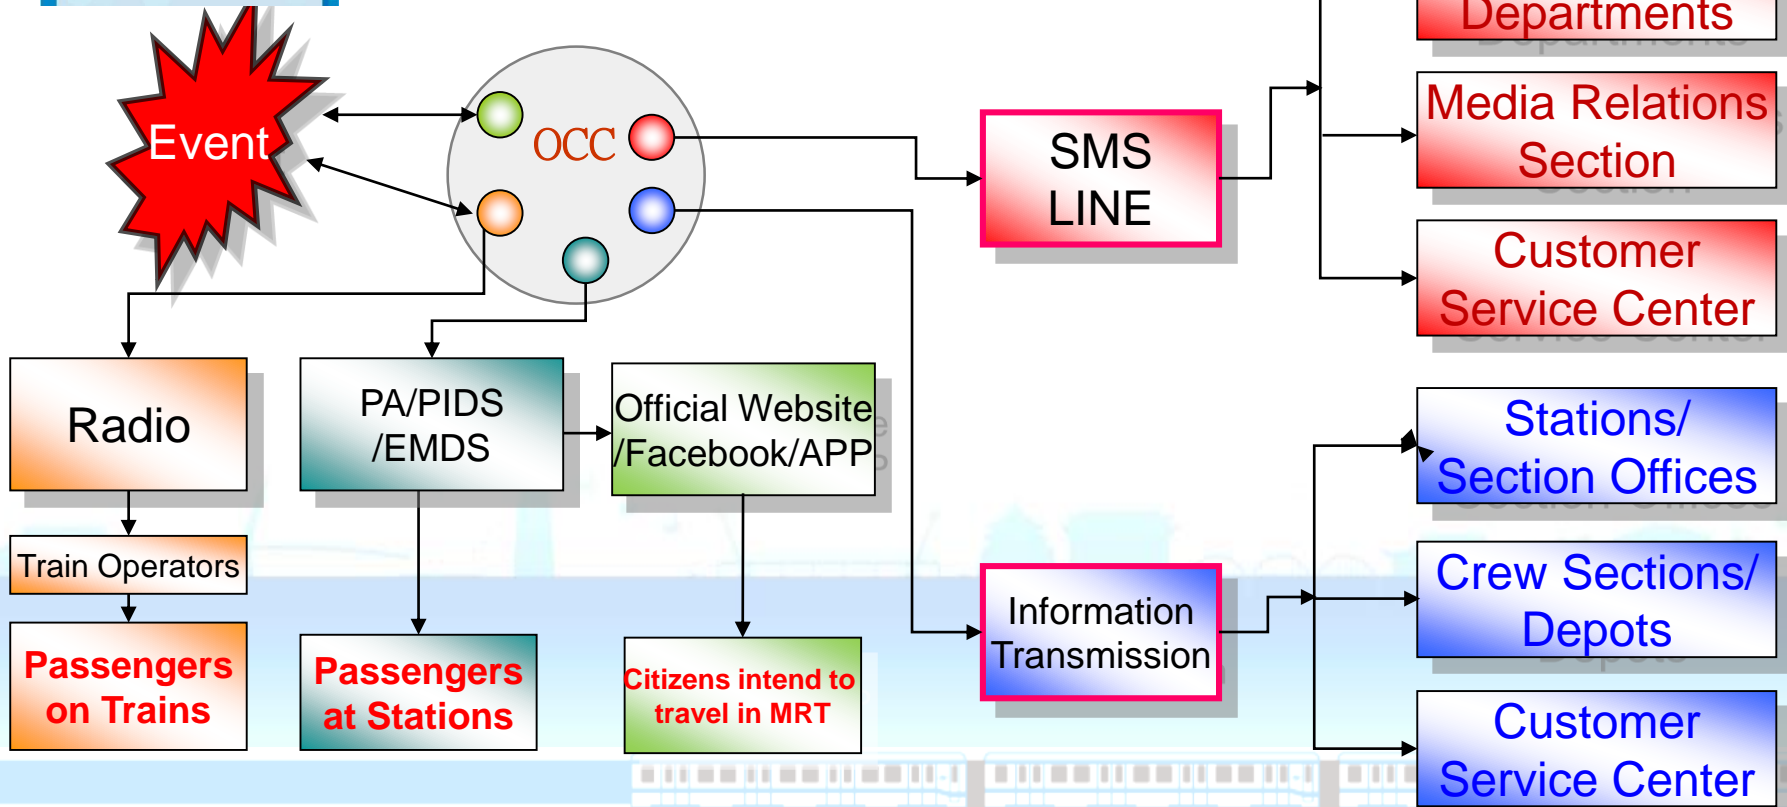 Departments
Event
OCC
SMS
LINE
Media Relations
Section
Customer
Service Center
Radio
PA/PIDS
/EMDS
Official Website
/Facebook/APP
Stations/
Section Offices
Train Operators
Crew Sections/
Depots
Information
Transmission
Passengers
on Trains
Passengers
at Stations
Citizens intend to
travel in MRT
Customer
Service Center